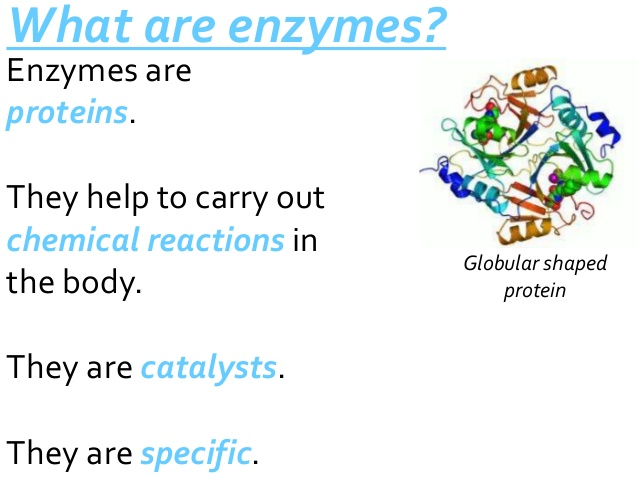 What are enzymes?
Enzymes are
proteins.
They help to carry out
chemical reactions in
the body.
They are catalysts.
They are specific.
Globular shaped
protein